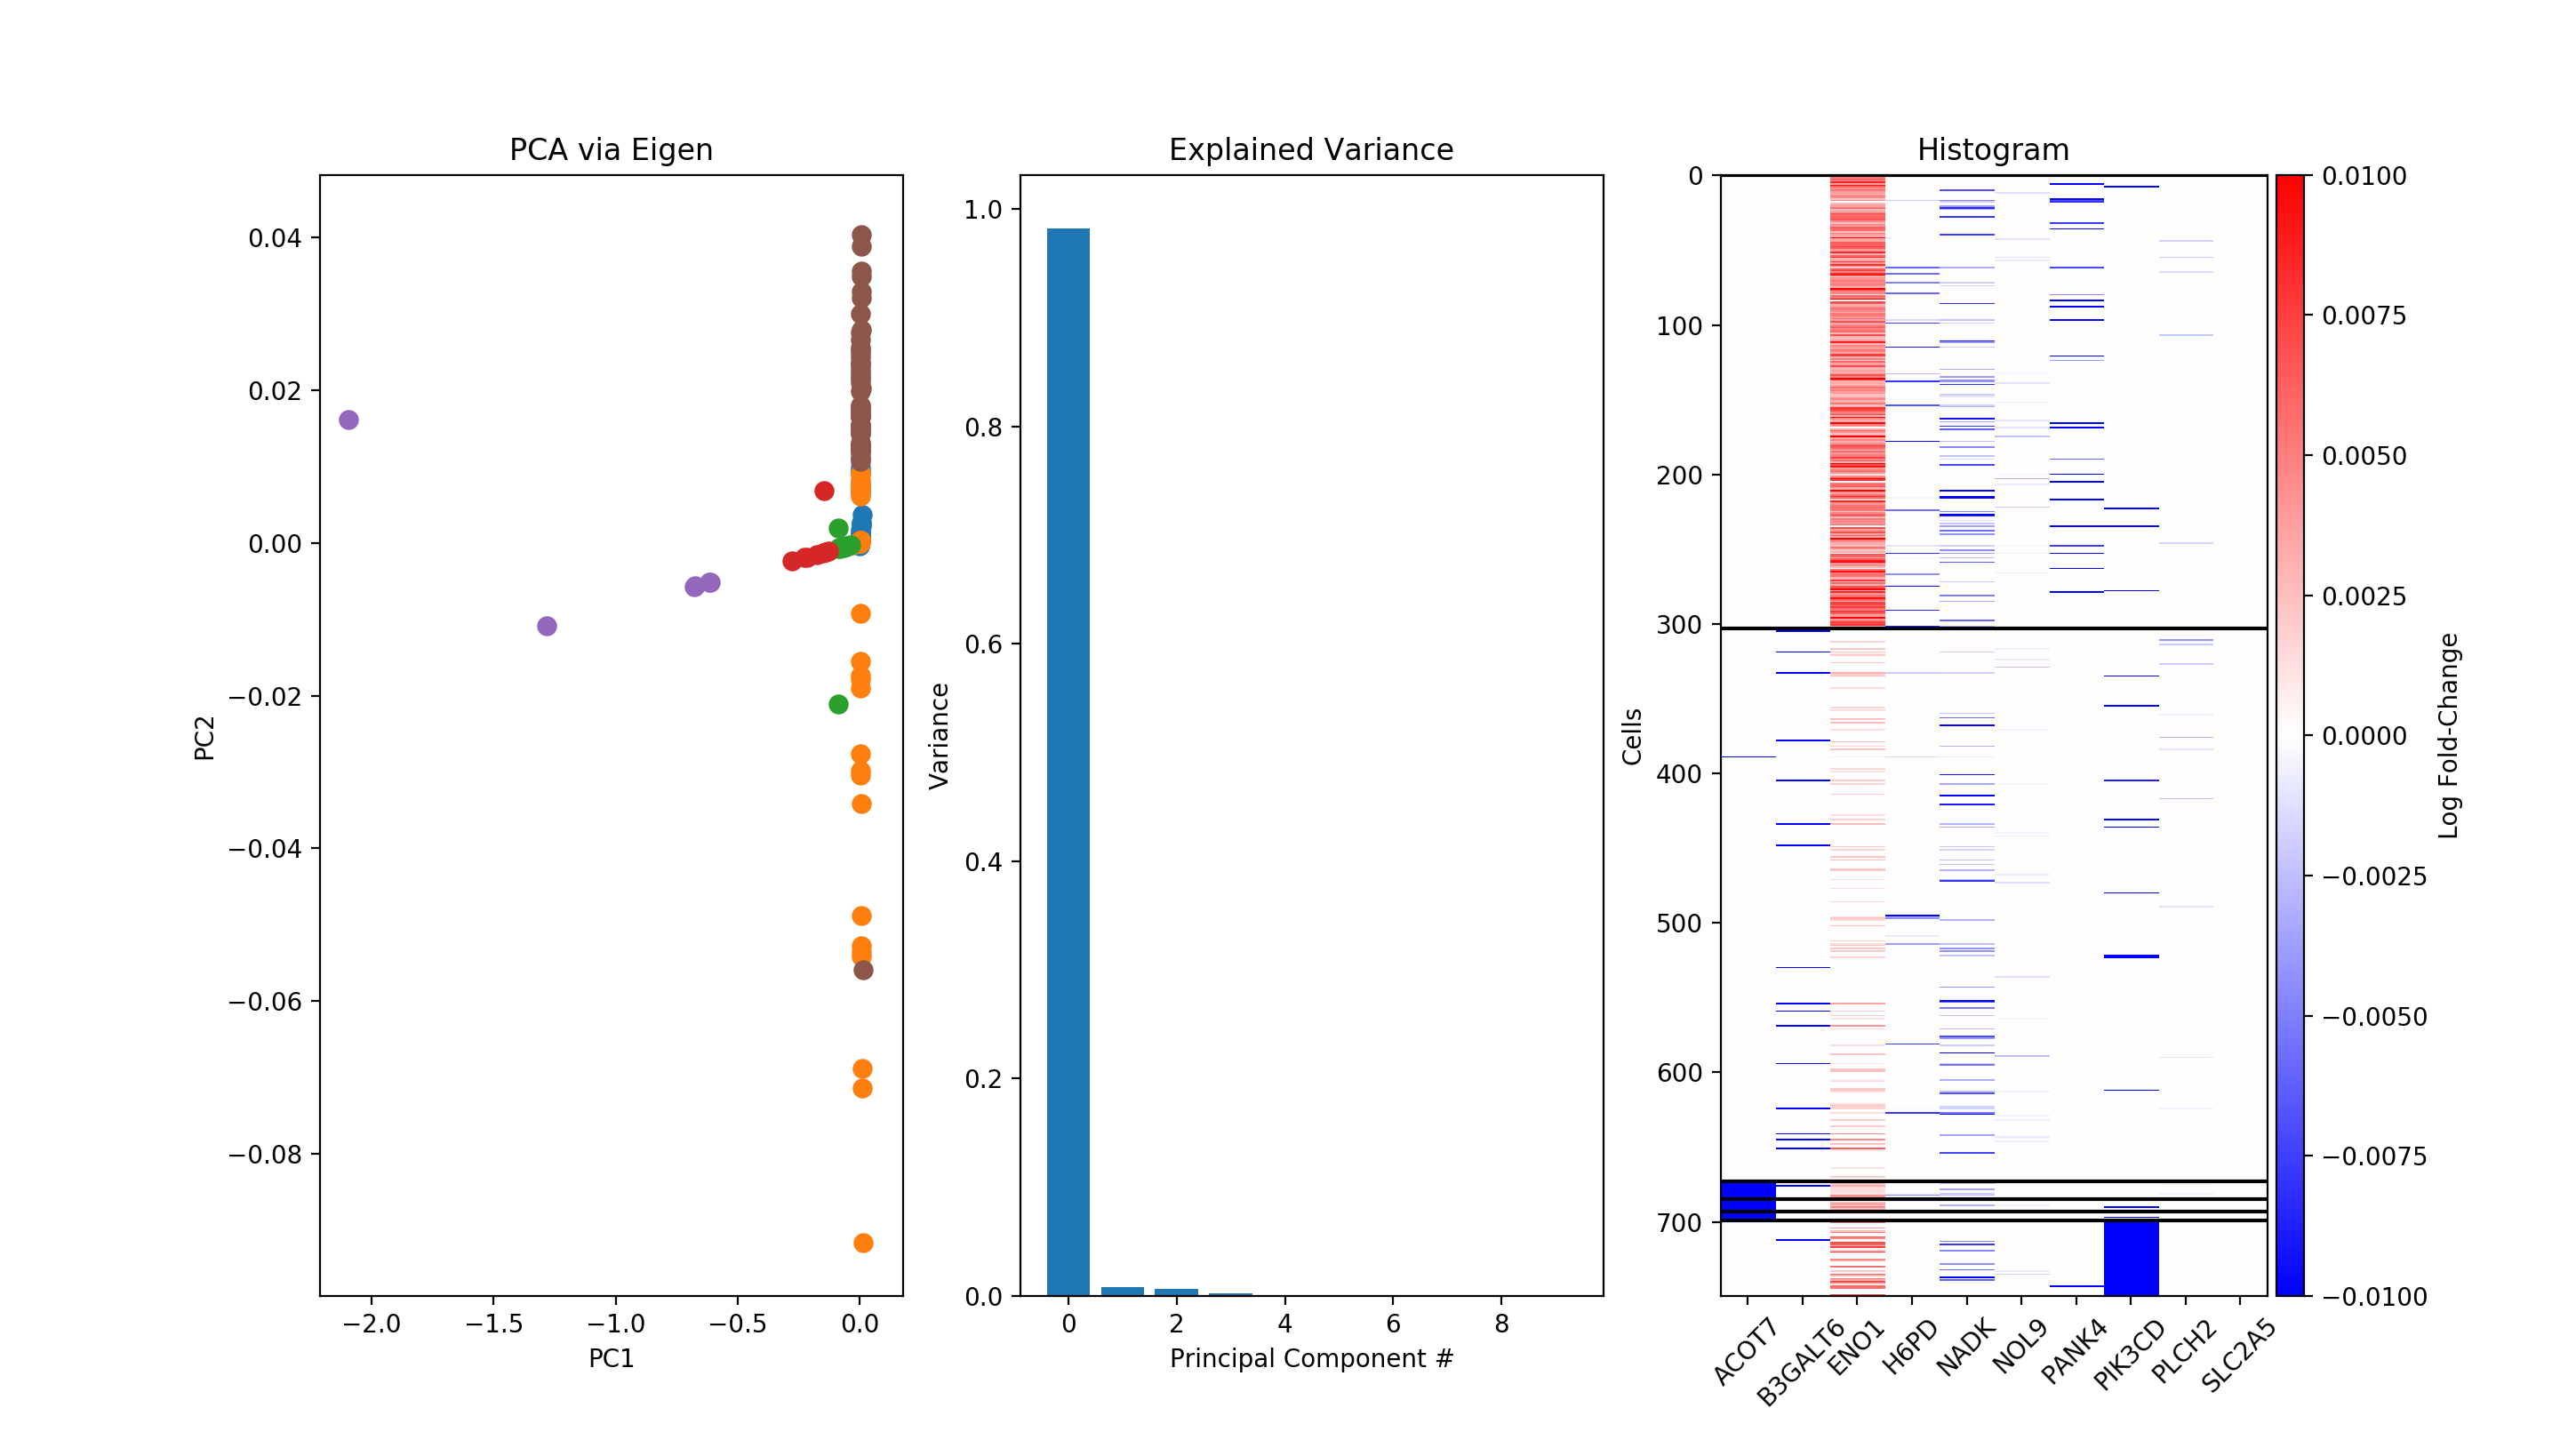 PCA via Eigen
0.04
0.02
0.00
−0.02
−0.04
−0.06
−0.08
PC2
−2.0
−1.5
−1.0
−0.5
0.0
PC1
Explained Variance
1.0
0.8
0.6
0.4
0.2
0.0
Variance
0
2
4
6
8
Principal Component #
Histogram
0
100
200
300
400
500
600
700
Cells
ACOT7
B3GALT6
ENO1
H6PD
NADK
NOL9
PANK4
PIK3CD
PLCH2
SLC2A5
0.0100
0.0075
0.0050
0.0025
0.0000
−0.0025
−0.0050
−0.0075
−0.0100
Log Fold-Change